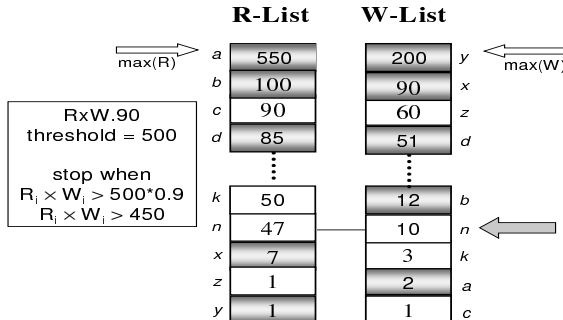 R-List W-List
max(R) a 550 200 y max(W)
b 100 90 x
c 90 60 z
d 85 51 d
RxW.90
threshold = 500
stop when
Ri x Wi > 500*0.9
Ri x Wi > 450
k 50 12 b
n 47 10 n
x 7 3 k
z 1 2 a
y 1 1 c